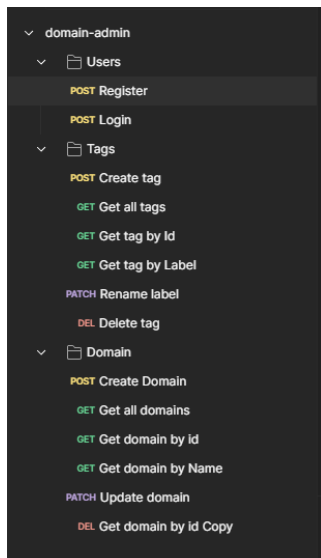 domain-admin
Users
POST Register
POST Login
Tags
POST Create tag
GET Get all tags
GET Get tag by Id
GET Get tag by Label
PATCH Rename label
DEL Delete tag
Domain
POST Create Domain
GET Get all domains
GET Get domain by id
GET Get domain by Name
PATCH Update domain
DEL Get domain by id Copy